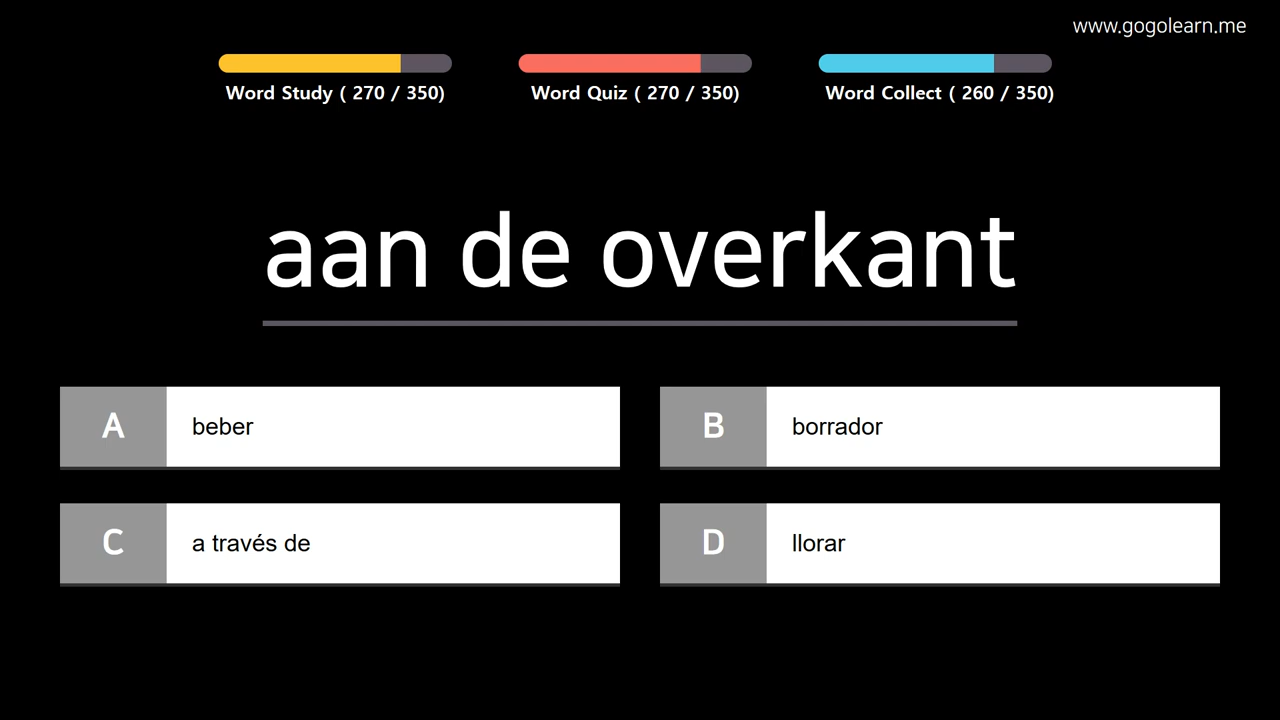 www.gogolearn.me
Word Study ( 270 / 350)
Word Quiz ( 270 / 350)
Word Collect ( 260 / 350)
aan de overkant
A beber
B borrador
C a través de
D llorar